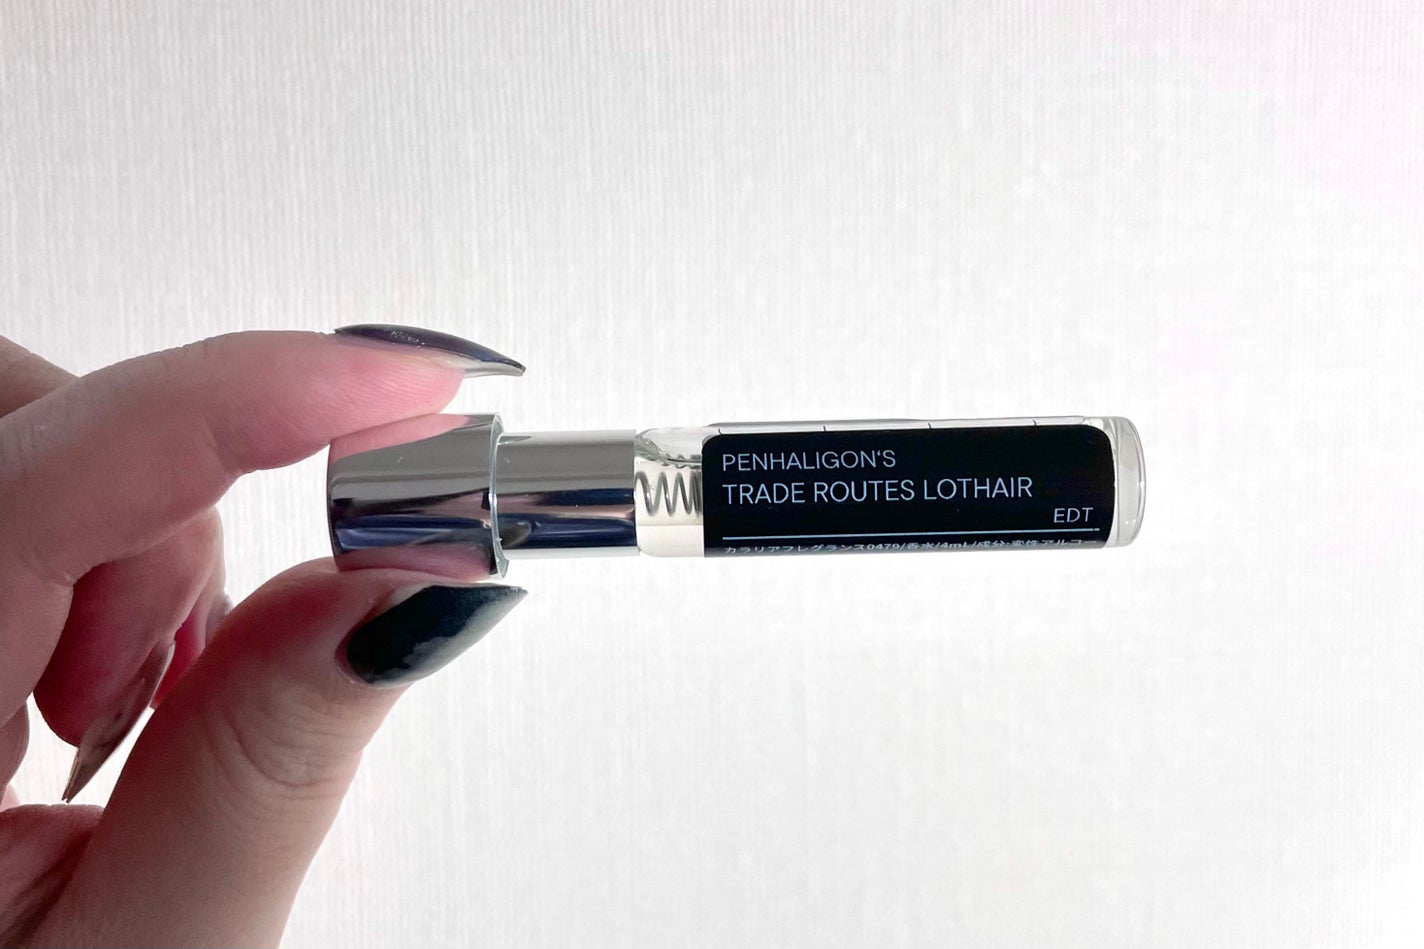 PENHALIGON‘S
TRADE ROUTES LOTHAIR
EDT
カラリアフレグランス0479/香水/4mL/成分:変性アルコー